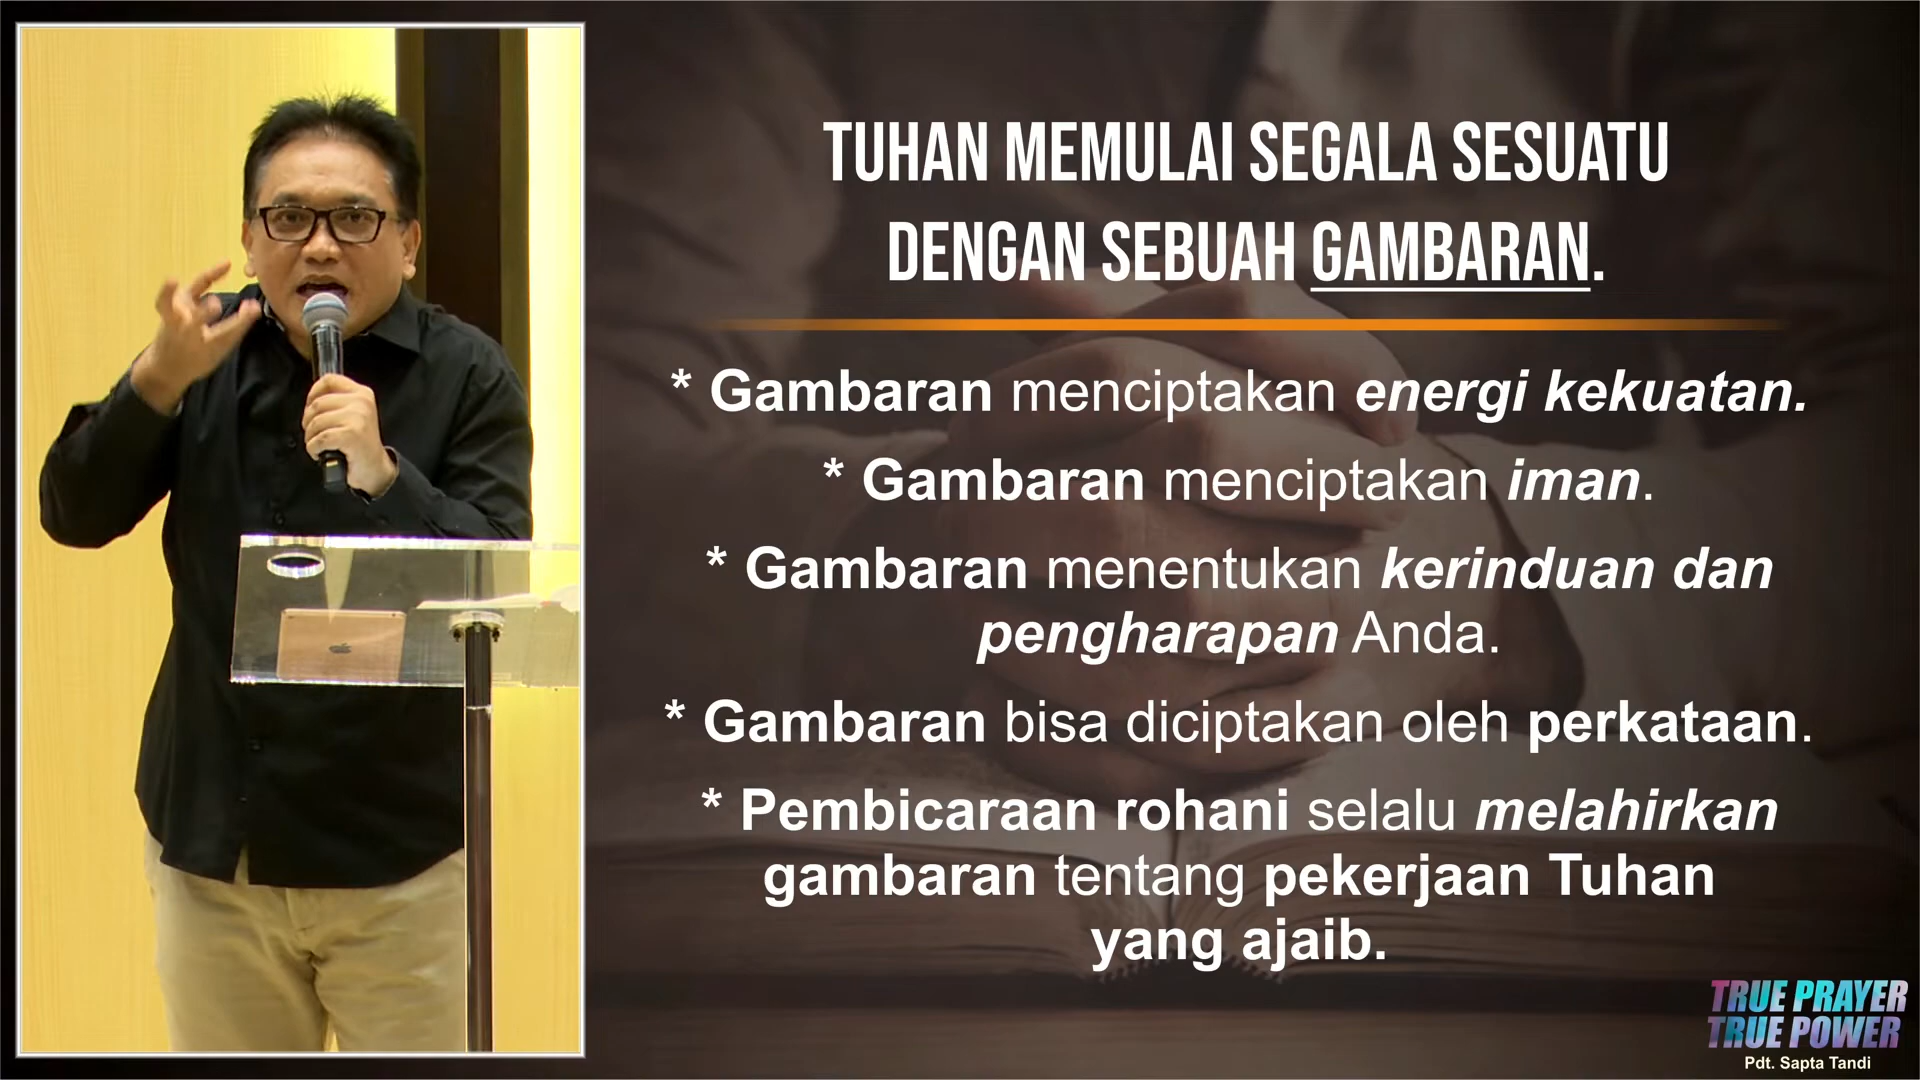 TUHAN MEMULAI SEGALA SESUATU
DENGAN SEBUAH GAMBARAN.
* Gambaran menciptakan energi kekuatan.
* Gambaran menciptakan iman.
* Gambaran menentukan kerinduan dan
pengharapan Anda.
* Gambaran bisa diciptakan oleh perkataan.
* Pembicaraan rohani selalu melahirkan
gambaran tentang pekerjaan Tuhan
yang ajaib.
TRUE PRAYER
TRUE POWER
Pdt. Sapta Tandi